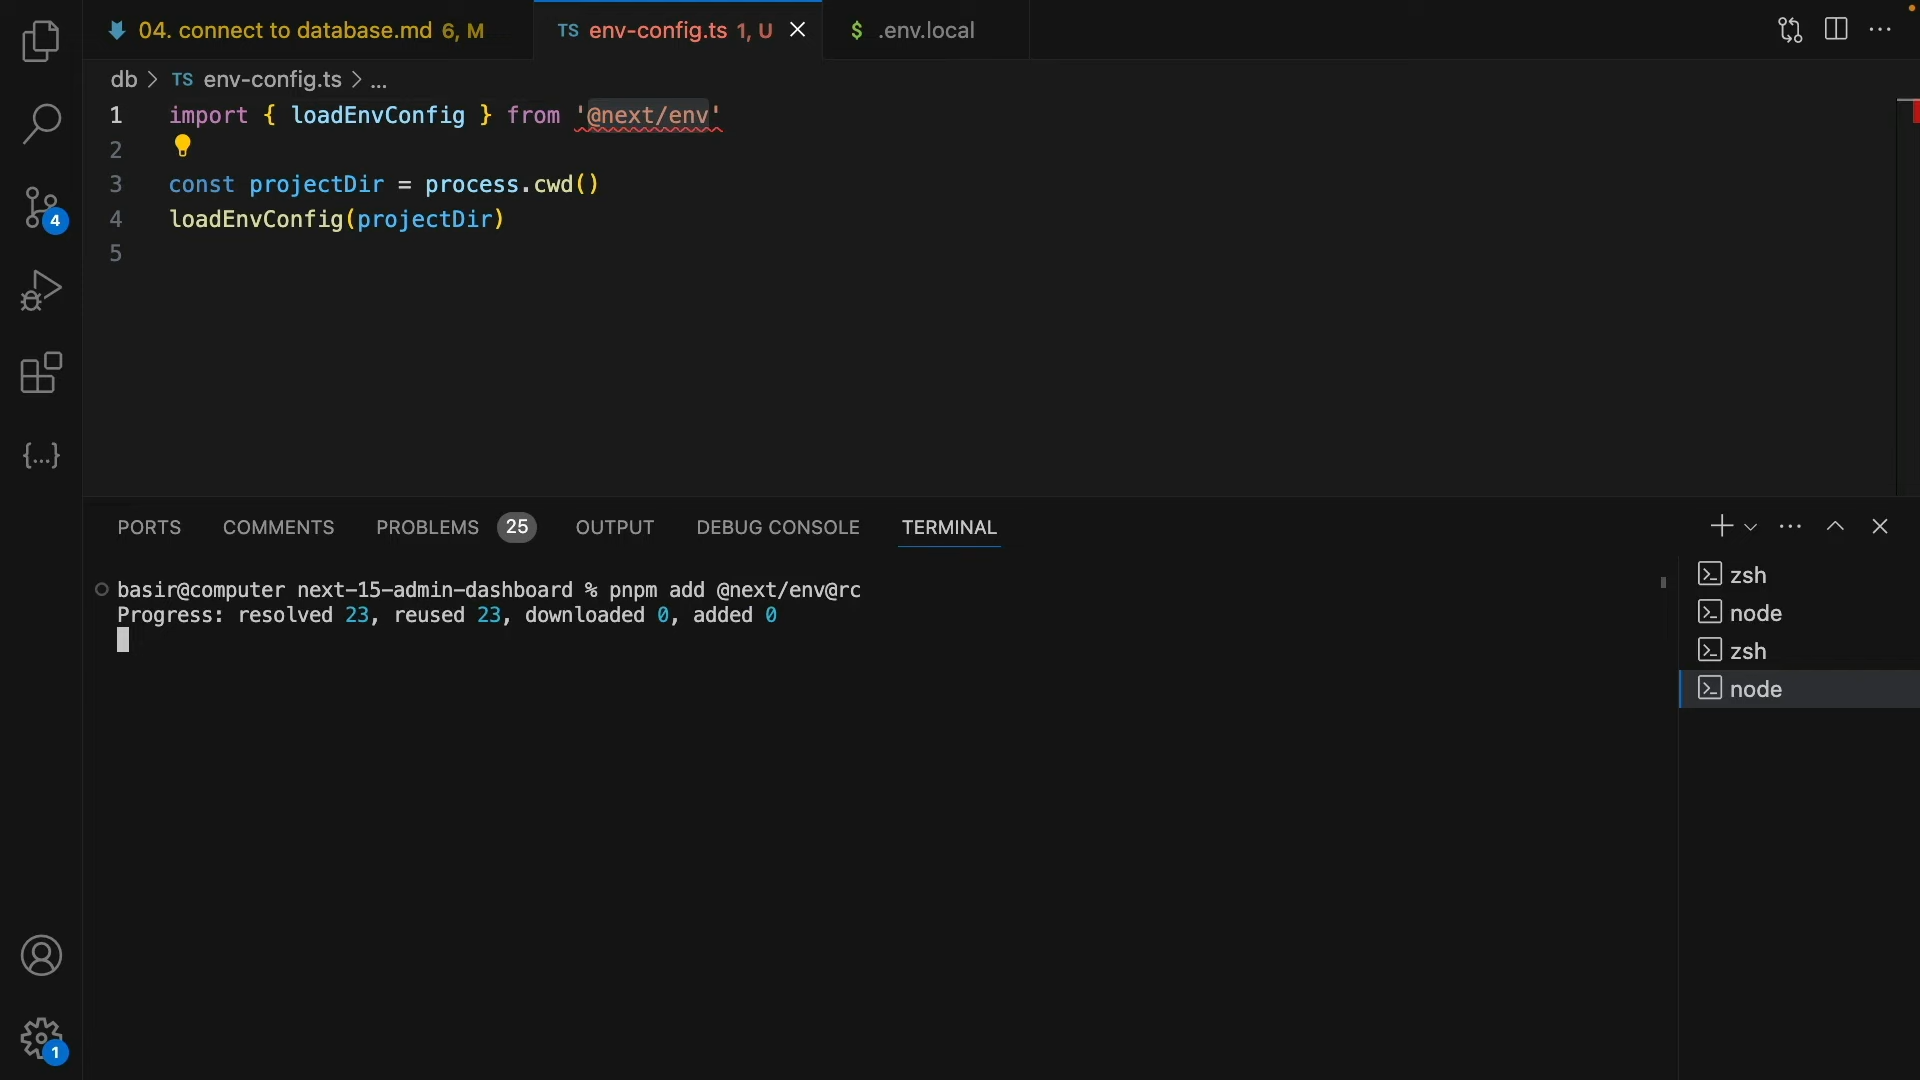 04. connect to database.md 6, M
TS env-config.ts 1, U
$ .env.local
db > TS env-config.ts > ...
1 import { loadEnvConfig } from '@next/env'
2
3 const projectDir = process.cwd()
4 loadEnvConfig(projectDir)
5
4
{...}
PORTS COMMENTS PROBLEMS 25 OUTPUT DEBUG CONSOLE TERMINAL
basir@computer next-15-admin-dashboard % pnpm add @next/env@rc
Progress: resolved 23, reused 23, downloaded 0, added 0
zsh
node
zsh
node
1